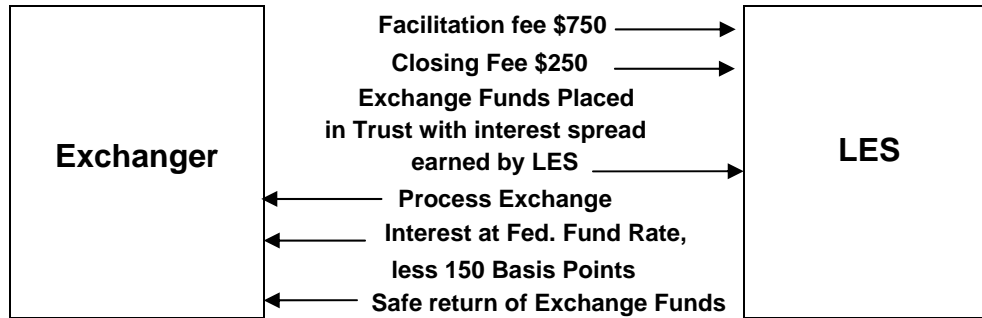 Facilitation fee $750
Closing Fee $250
Exchange Funds Placed
in Trust with interest spread
earned by LES
Exchanger
LES
Process Exchange
Interest at Fed. Fund Rate,
less 150 Basis Points
Safe return of Exchange Funds